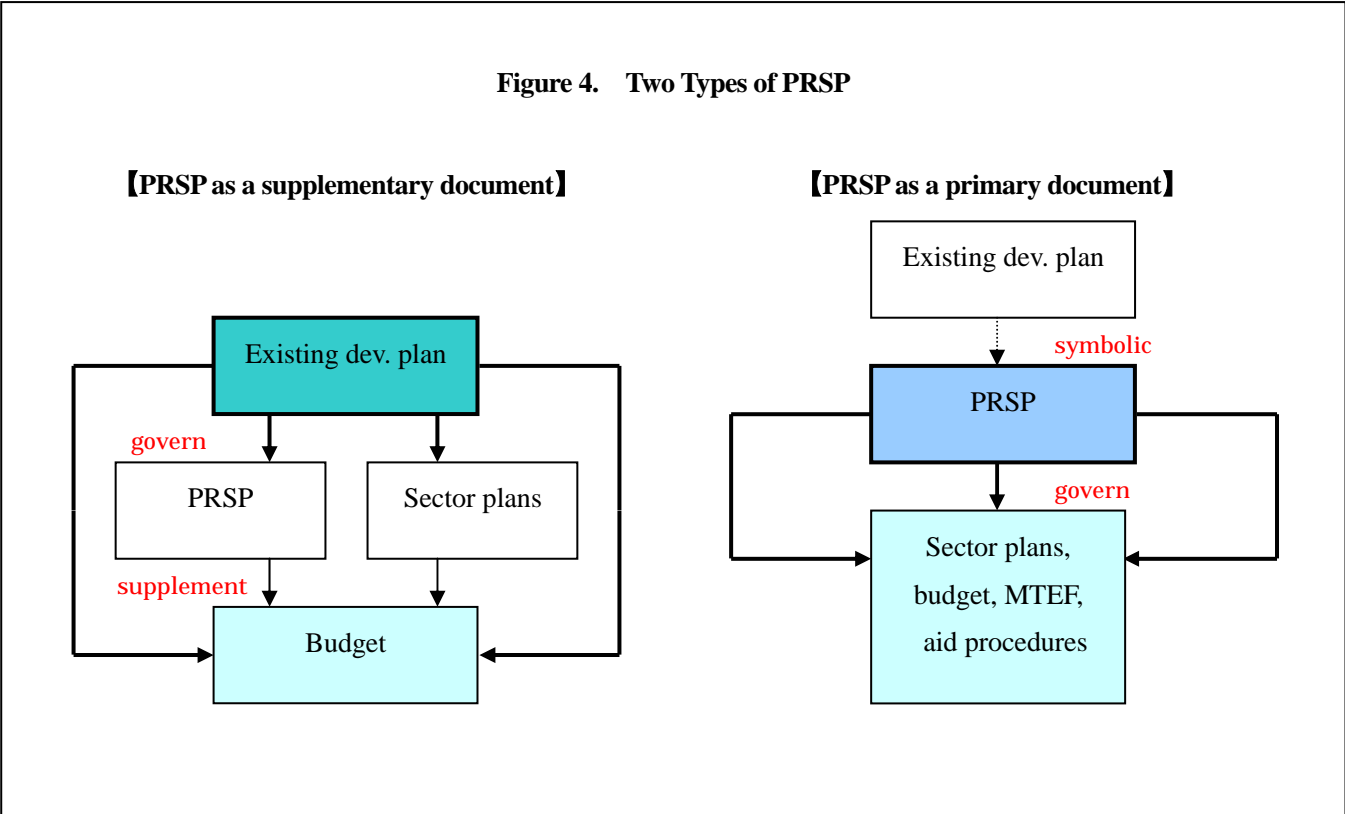 Figure 4. Two Types of PRSP
【PRSP as a supplementary document】
Existing dev. plan
govern
PRSP
Sector plans
supplement
Budget
【PRSP as a primary document】
Existing dev. plan
symbolic
PRSP
govern
Sector plans,
budget, MTEF,
aid procedures